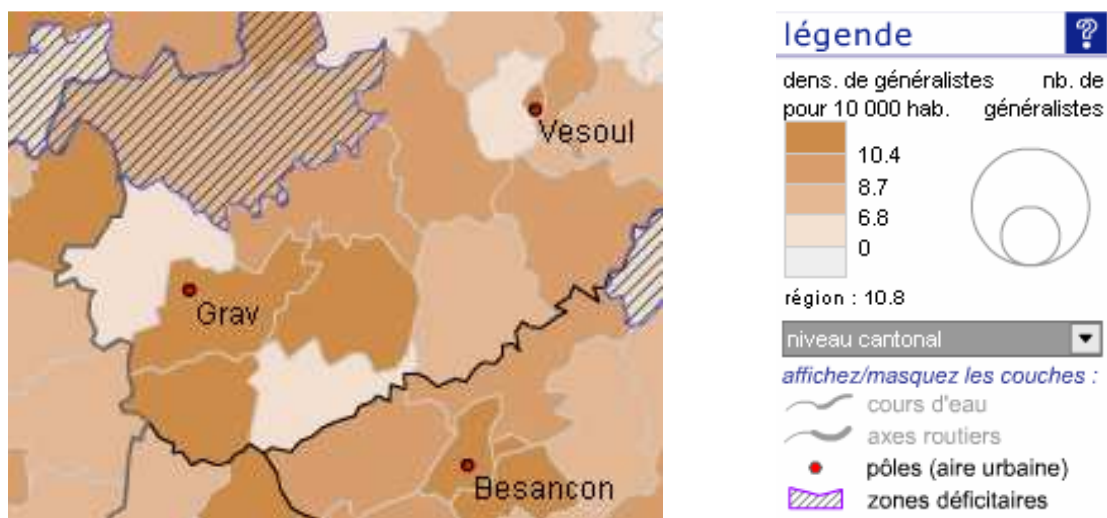 Vesoul
Grav
Besancon
légende ?
dens. de généralistes nb. de
pour 10 000 hab. généralistes
10.4
8.7
6.8
0
région : 10.8
niveau cantonal
affichez/masquez les couches :
cours d'eau
axes routiers
pôles (aire urbaine)
zones déficitaires